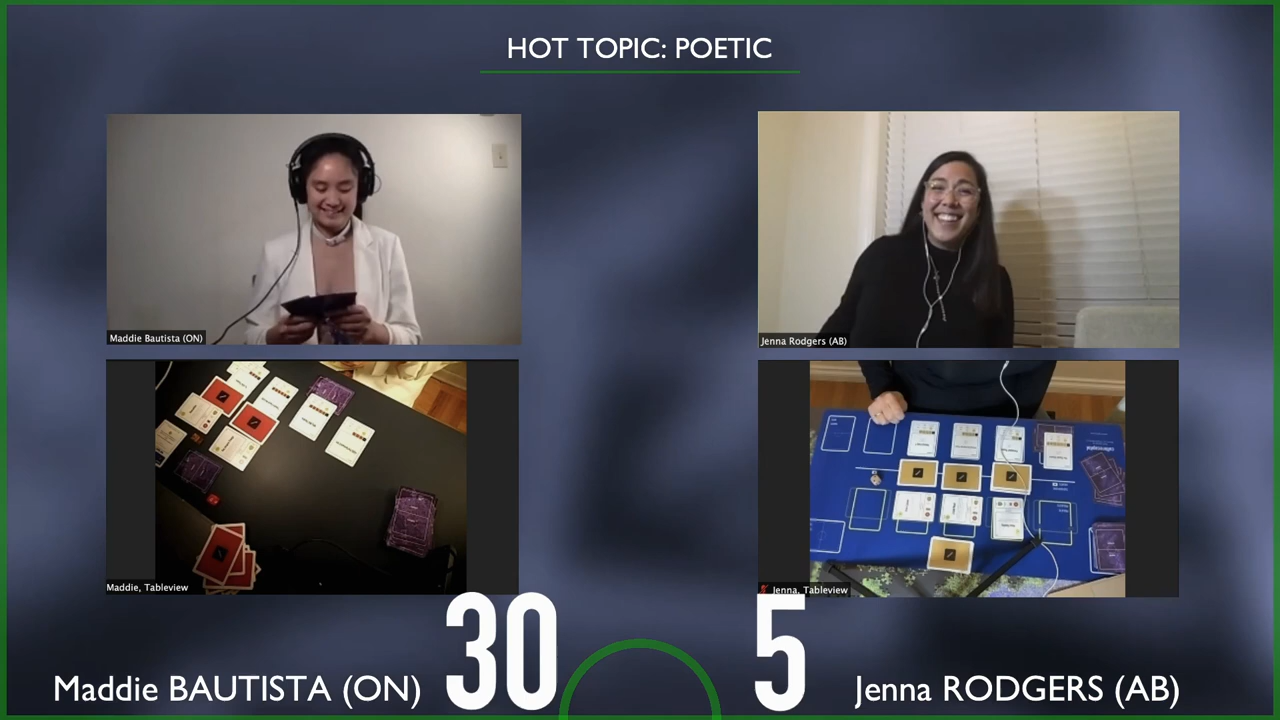 HOT TOPIC: POETIC
Maddie Bautista (ON)
Jenna Rodgers (AB)
Maddie, Tableview
Jenna, Tableview
30
5
Maddie BAUTISTA (ON)
Jenna RODGERS (AB)